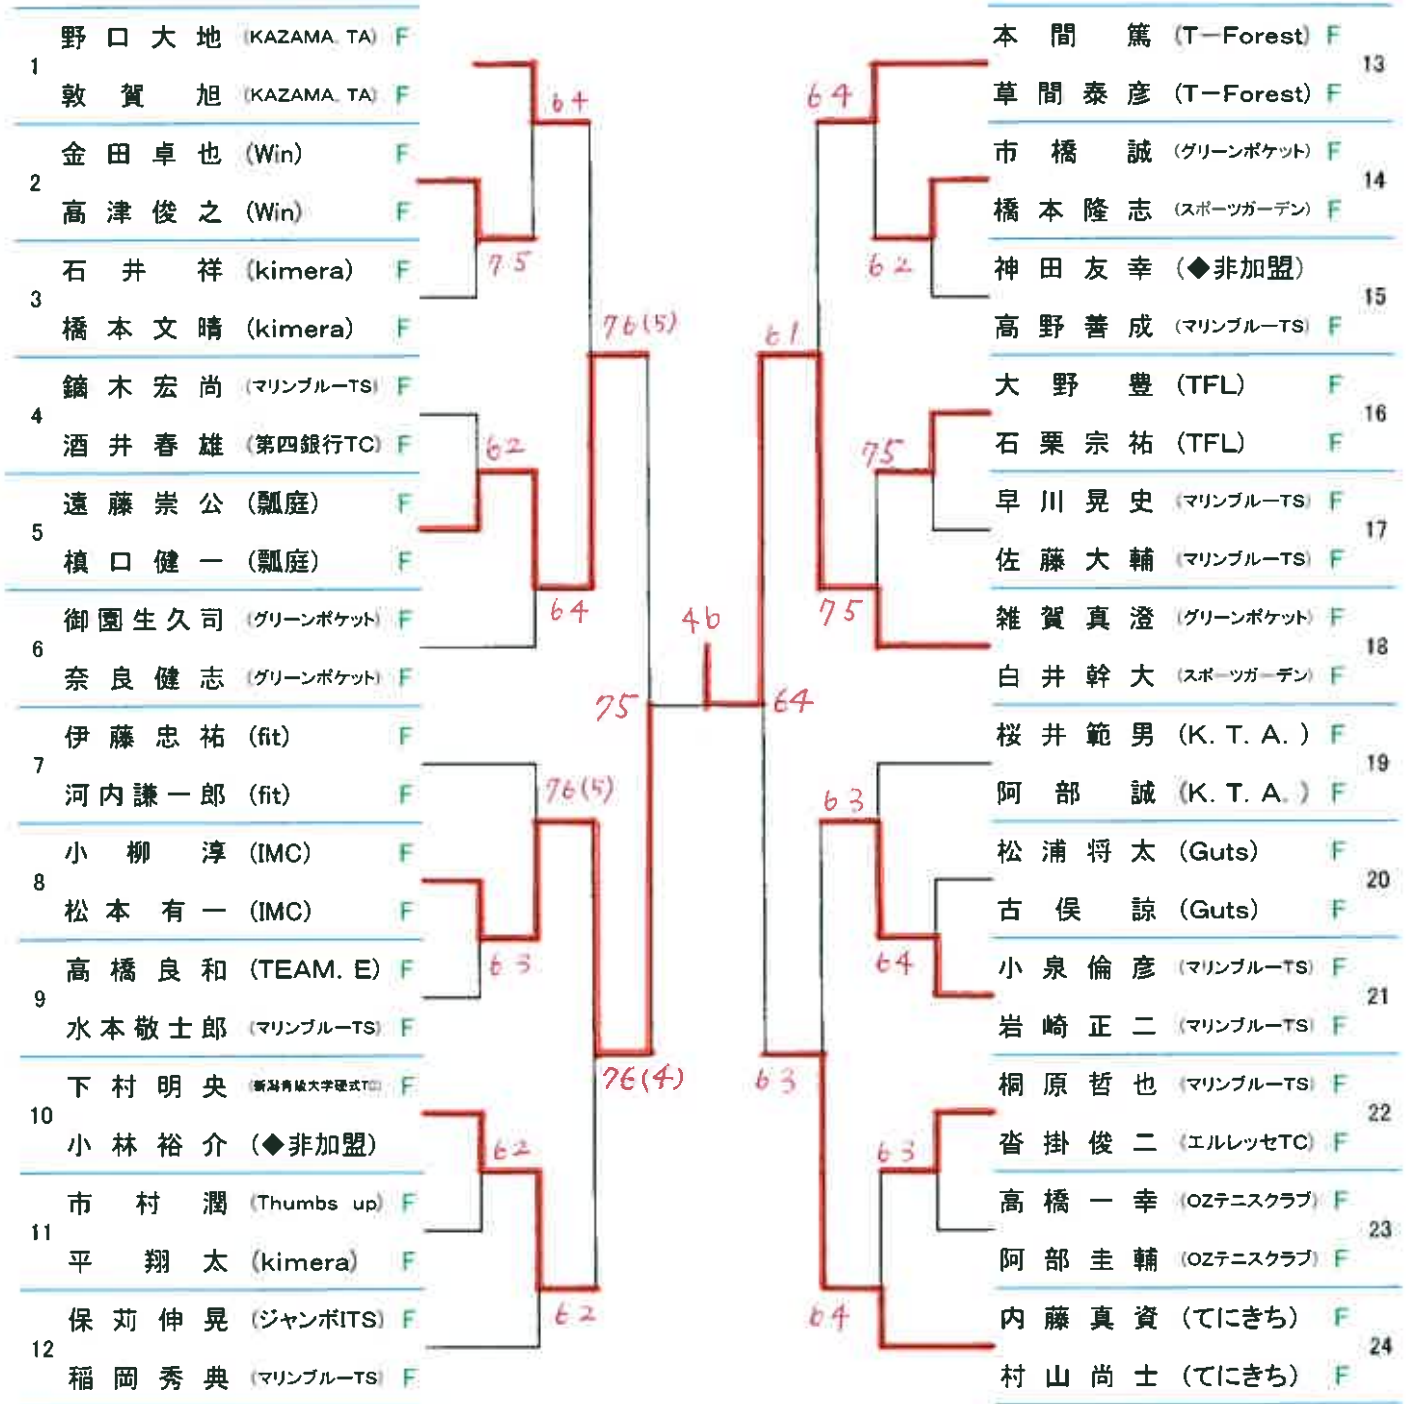 1
野口大地 (KAZAMA. TA) F
敦賀旭 (KAZAMA. TA) F
2
金田卓也 (Win) F
高津俊之 (Win) F
3
石井祥 (kimera) F
橋本文晴 (kimera) F
4
鏑木宏尚 (マリンブルーTS) F
酒井春雄 (第四銀行TC) F
5
遠藤崇公 (瓢庭) F
槙口健一 (瓢庭) F
6
御園生久司 (グリーンポケット) F
奈良健志 (グリーンポケット) F
7
伊藤忠祐 (fit) F
河内謙一郎 (fit) F
8
小柳淳 (IMC) F
松本有一 (IMC) F
9
高橋良和 (TEAM. E) F
水本敬士郎 (マリンブルーTS) F
10
下村明央 F
小林裕介 (◆非加盟)
11
市村潤 (Thumbs up) F
平翔太 (kimera) F
12
保苅伸晃 (ジャンボITS) F
稲岡秀典 (マリンブルーTS) F
64
75
76(5)
62
64
75
76(5)
63
76(4)
62
62
46
64
64
62
61
75
75
63
64
63
63
64
本間篤 (T-Forest) F
13
草間泰彦 (T-Forest) F
市橋誠 (グリーンポケット) F
14
橋本隆志 (スポーツガーデン) F
神田友幸 (◆非加盟)
15
高野善成 (マリンブルーTS) F
大野豊 (TFL) F
16
石栗宗祐 (TFL) F
早川晃史 (マリンブルーTS) F
17
佐藤大輔 (マリンブルーTS) F
雑賀真澄 (グリーンポケット) F
18
白井幹大 (スポーツガーデン) F
桜井範男 (K. T. A. ) F
19
阿部誠 (K. T. A. ) F
松浦将太 (Guts) F
20
古俣諒 (Guts) F
小泉倫彦 (マリンブルーTS) F
21
岩崎正二 (マリンブルーTS) F
桐原哲也 (マリンブルーTS) F
22
沓掛俊二 (エルレッセTC) F
高橋一幸 (OZテニスクラブ) F
23
阿部圭輔 (OZテニスクラブ) F
内藤真資 (てにきち) F
24
村山尚士 (てにきち) F